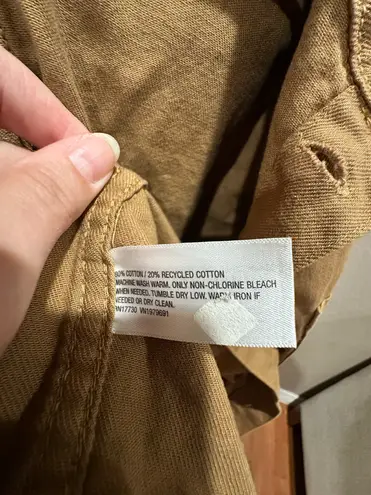 80% COTTON / 20% RECYCLED COTTON
MACHINE WASH WARM. ONLY NON-CHLORINE BLEACH
WHEN NEEDED. TUMBLE DRY LOW. WARM IRON IF
NEEDED OR DRY CLEAN.
VN1979691